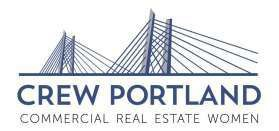 CREW PORTLAND
COMMERCIAL REAL ESTATE WOMEN